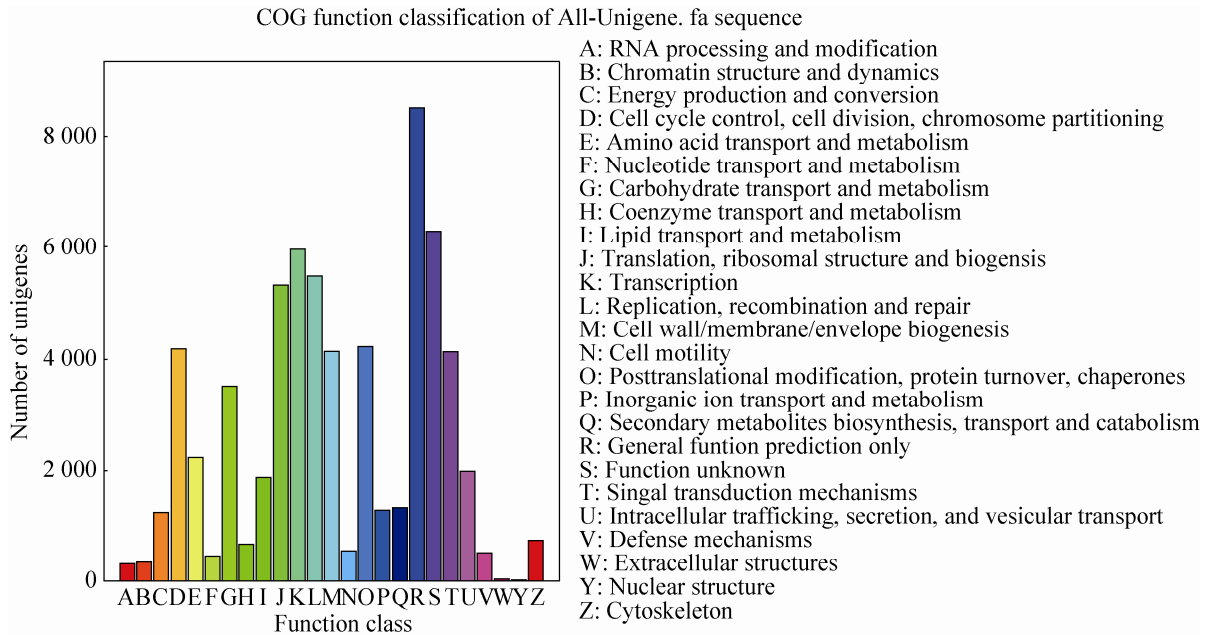 COG function classification of All-Unigene. fa sequence
Number of unigenes
8 000
6 000
4 000
2 000
0
A B C D E F G H I J K L M N O P Q R S T U V W Y Z
Function class
A: RNA processing and modification
B: Chromatin structure and dynamics
C: Energy production and conversion
D: Cell cycle control, cell division, chromosome partitioning
E: Amino acid transport and metabolism
F: Nucleotide transport and metabolism
G: Carbohydrate transport and metabolism
H: Coenzyme transport and metabolism
I: Lipid transport and metabolism
J: Translation, ribosomal structure and biogensis
K: Transcription
L: Replication, recombination and repair
M: Cell wall/membrane/envelope biogenesis
N: Cell motility
O: Posttranslational modification, protein turnover, chaperones
P: Inorganic ion transport and metabolism
Q: Secondary metabolites biosynthesis, transport and catabolism
R: General funtion prediction only
S: Function unknown
T: Singal transduction mechanisms
U: Intracellular trafficking, secretion, and vesicular transport
V: Defense mechanisms
W: Extracellular structures
Y: Nuclear structure
Z: Cytoskeleton